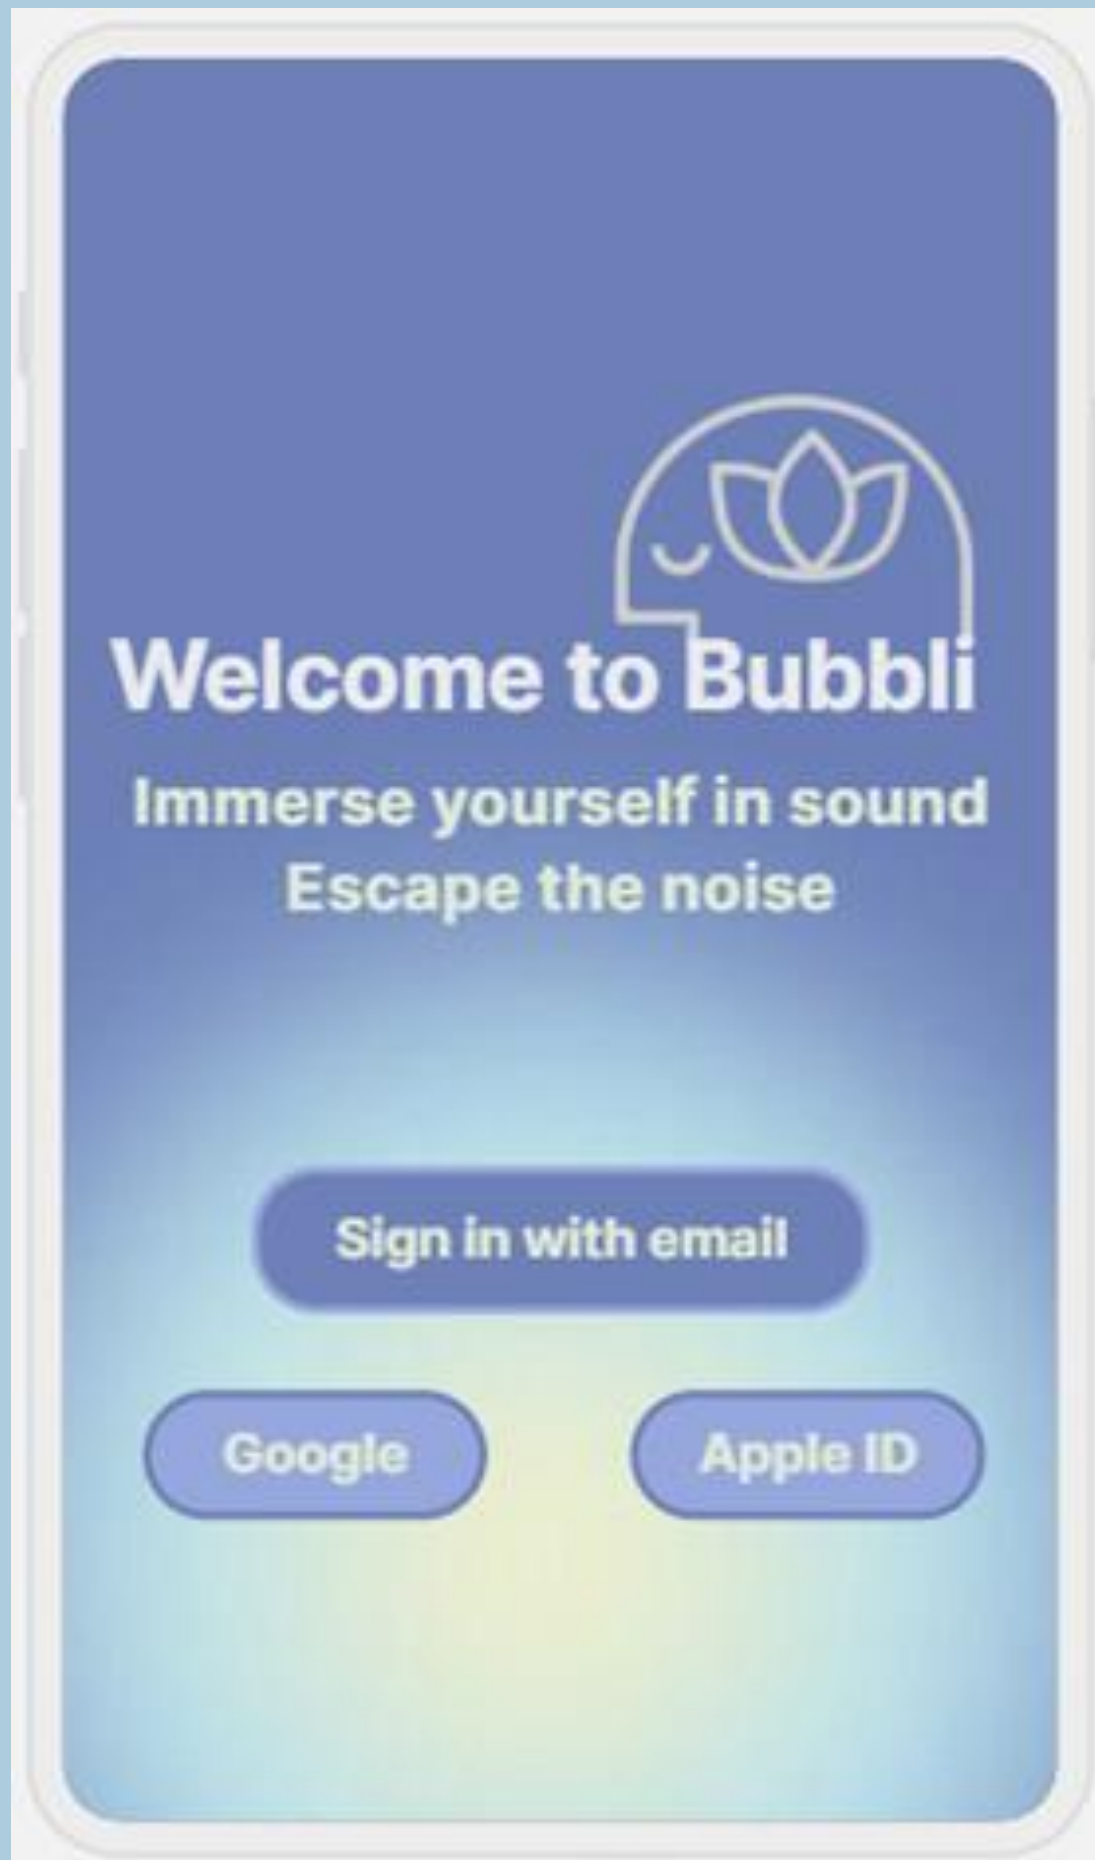 Welcome to Bubbli
Immerse yourself in sound
Escape the noise
Sign in with email
Google
Apple ID